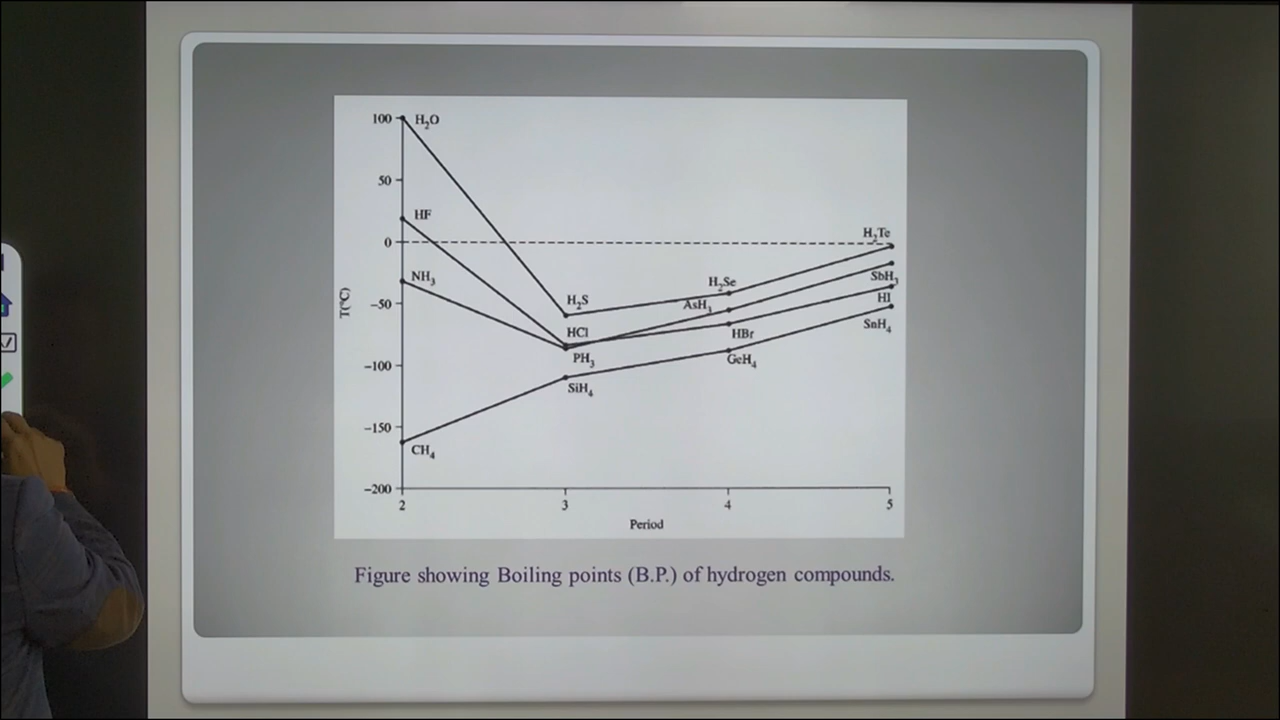 100
H₂O
50
HF
0
H₂Te
NH₃
H₂Se
SbH₃
T(°C)
−50
H₂S
AsH₃
HI
HCl
HBr
SnH₄
−100
PH₃
GeH₄
SiH₄
−150
CH₄
−200
2 3 4 5
Period
Figure showing Boiling points (B.P.) of hydrogen compounds.